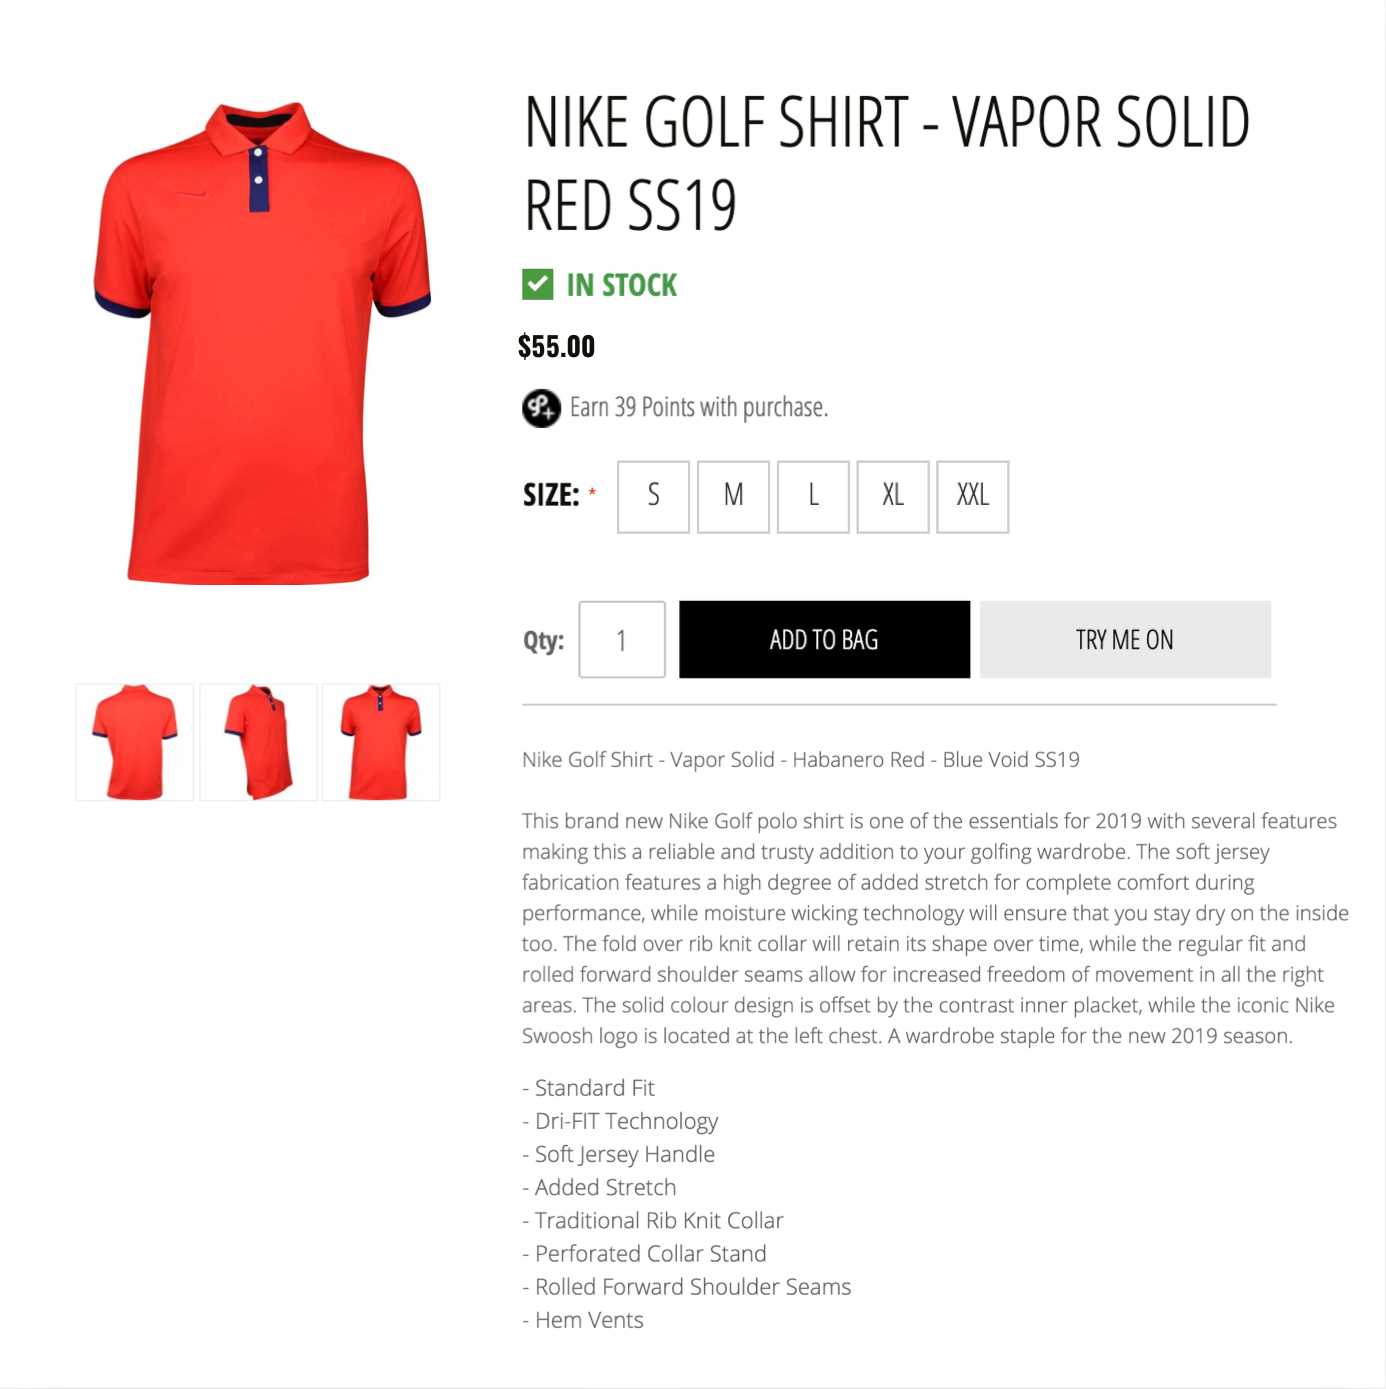 NIKE GOLF SHIRT - VAPOR SOLID
RED SS19
IN STOCK
$55.00
Earn 39 Points with purchase.
SIZE: * S M L XL XXL
Qty: 1 ADD TO BAG TRY ME ON
Nike Golf Shirt - Vapor Solid - Habanero Red - Blue Void SS19
This brand new Nike Golf polo shirt is one of the essentials for 2019 with several features
making this a reliable and trusty addition to your golfing wardrobe. The soft jersey
fabrication features a high degree of added stretch for complete comfort during
performance, while moisture wicking technology will ensure that you stay dry on the inside
too. The fold over rib knit collar will retain its shape over time, while the regular fit and
rolled forward shoulder seams allow for increased freedom of movement in all the right
areas. The solid colour design is offset by the contrast inner placket, while the iconic Nike
Swoosh logo is located at the left chest. A wardrobe staple for the new 2019 season.
- Standard Fit
- Dri-FIT Technology
- Soft Jersey Handle
- Added Stretch
- Traditional Rib Knit Collar
- Perforated Collar Stand
- Rolled Forward Shoulder Seams
- Hem Vents